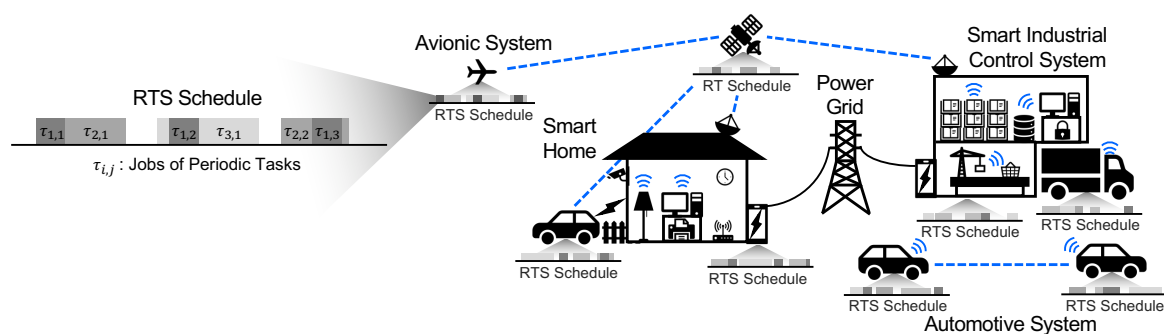 RTS Schedule
τ1,1 τ2,1 τ1,2 τ3,1 τ2,2 τ1,3
τi,j : Jobs of Periodic Tasks
Avionic System
RTS Schedule
RT Schedule
Smart Industrial
Control System
Power
Grid
Smart
Home
RTS Schedule
RTS Schedule
RTS Schedule
RTS Schedule
RTS Schedule
RTS Schedule
Automotive System